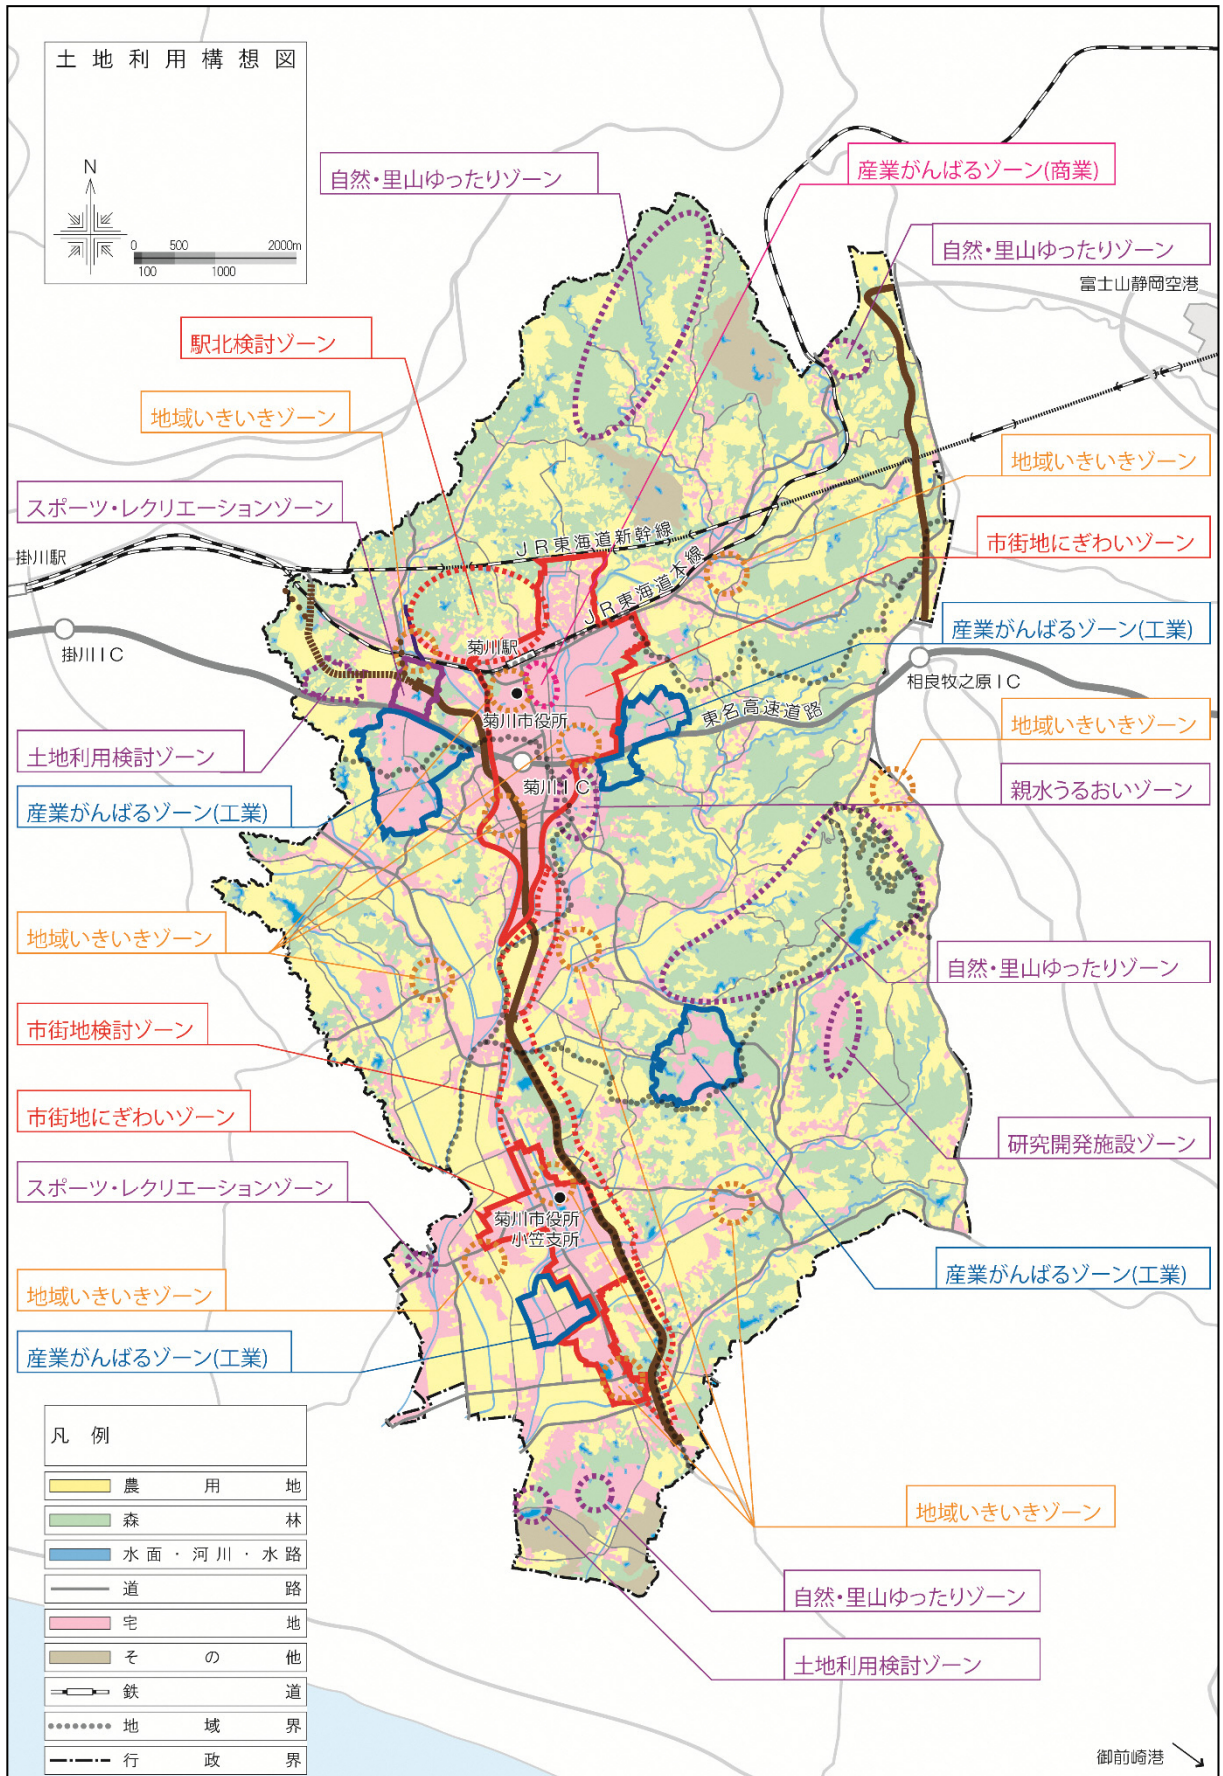 土地利用構想図
N
0 500 2000m
100 1000
自然・里山ゆったりゾーン
産業がんばるゾーン(商業)
自然・里山ゆったりゾーン
富士山静岡空港
駅北検討ゾーン
地域いきいきゾーン
地域いきいきゾーン
スポーツ・レクリエーションゾーン
JR東海道新幹線
市街地にぎわいゾーン
掛川駅
JR東海道本線
産業がんばるゾーン(工業)
掛川IC
菊川駅
相良牧之原IC
菊川市役所
東名高速道路
地域いきいきゾーン
土地利用検討ゾーン
菊川IC
親水うるおいゾーン
産業がんばるゾーン(工業)
地域いきいきゾーン
自然・里山ゆったりゾーン
市街地検討ゾーン
市街地にぎわいゾーン
研究開発施設ゾーン
スポーツ・レクリエーションゾーン
菊川市役所
小笠支所
産業がんばるゾーン(工業)
地域いきいきゾーン
産業がんばるゾーン(工業)
凡例
農用地
森林
水面・河川・水路
道路
宅地
その他
鉄道
地域界
行政界
地域いきいきゾーン
自然・里山ゆったりゾーン
土地利用検討ゾーン
御前崎港